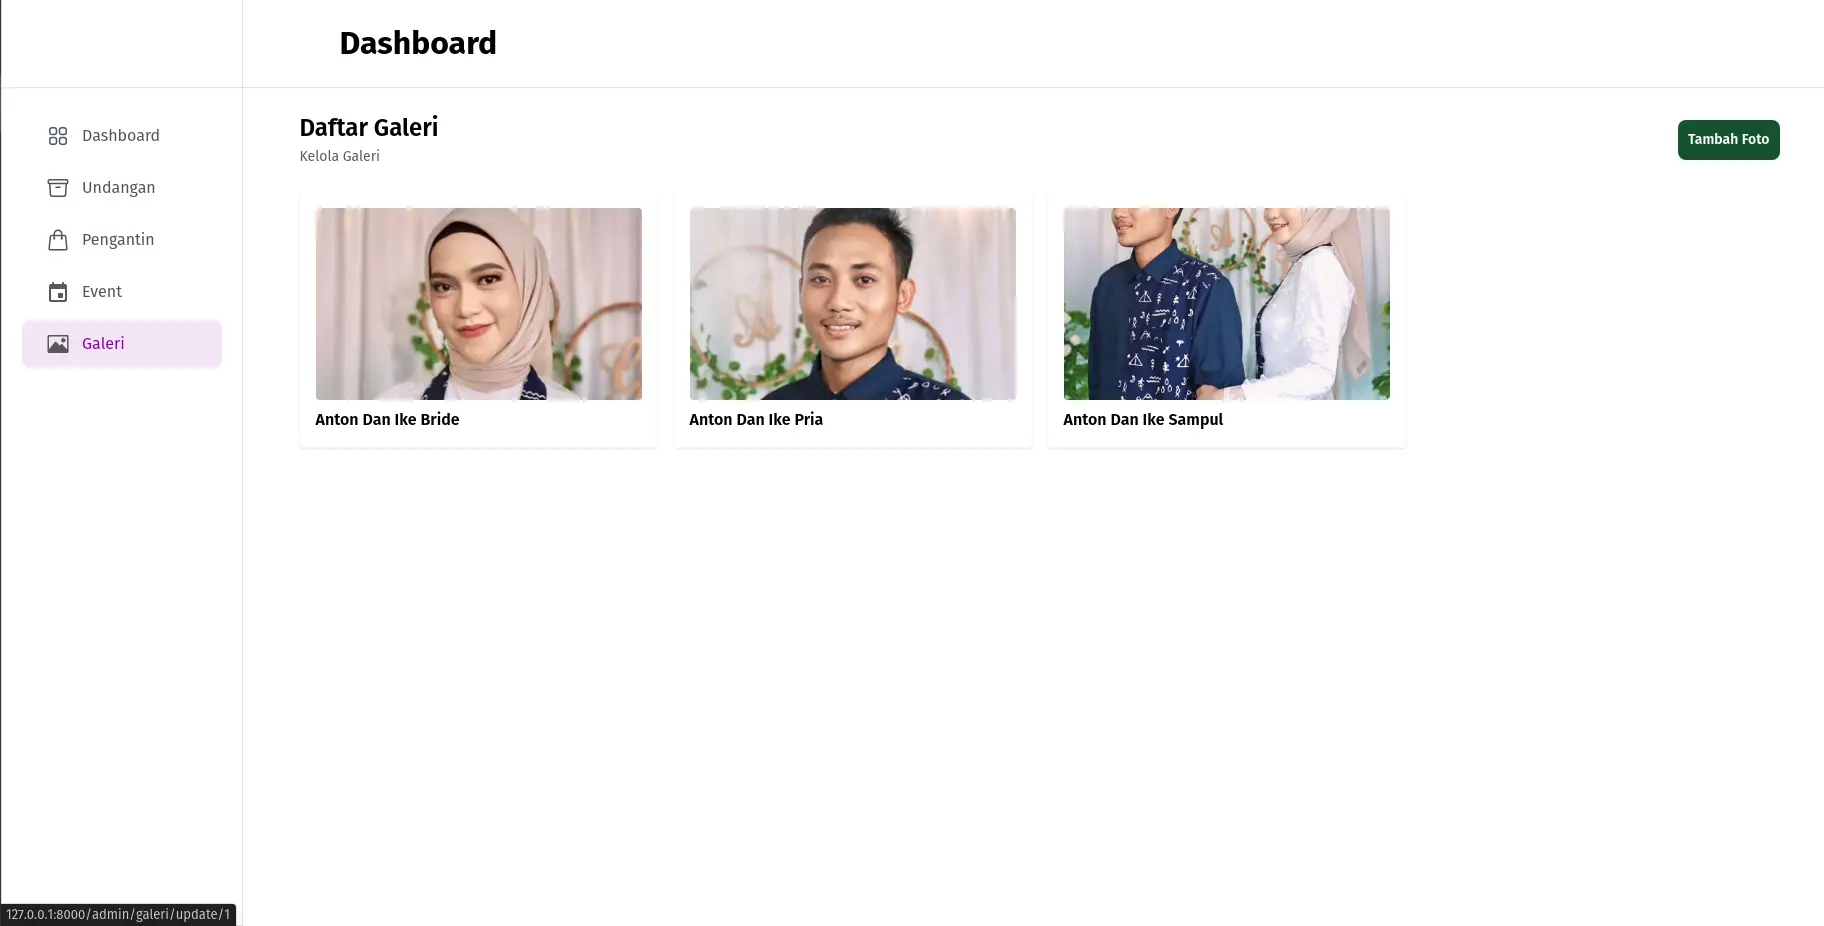 Dashboard
Dashboard
Undangan
Pengantin
Event
Galeri
Daftar Galeri
Kelola Galeri
Tambah Foto
Anton Dan Ike Bride
Anton Dan Ike Pria
Anton Dan Ike Sampul
127.0.0.1:8000/admin/galeri/update/1